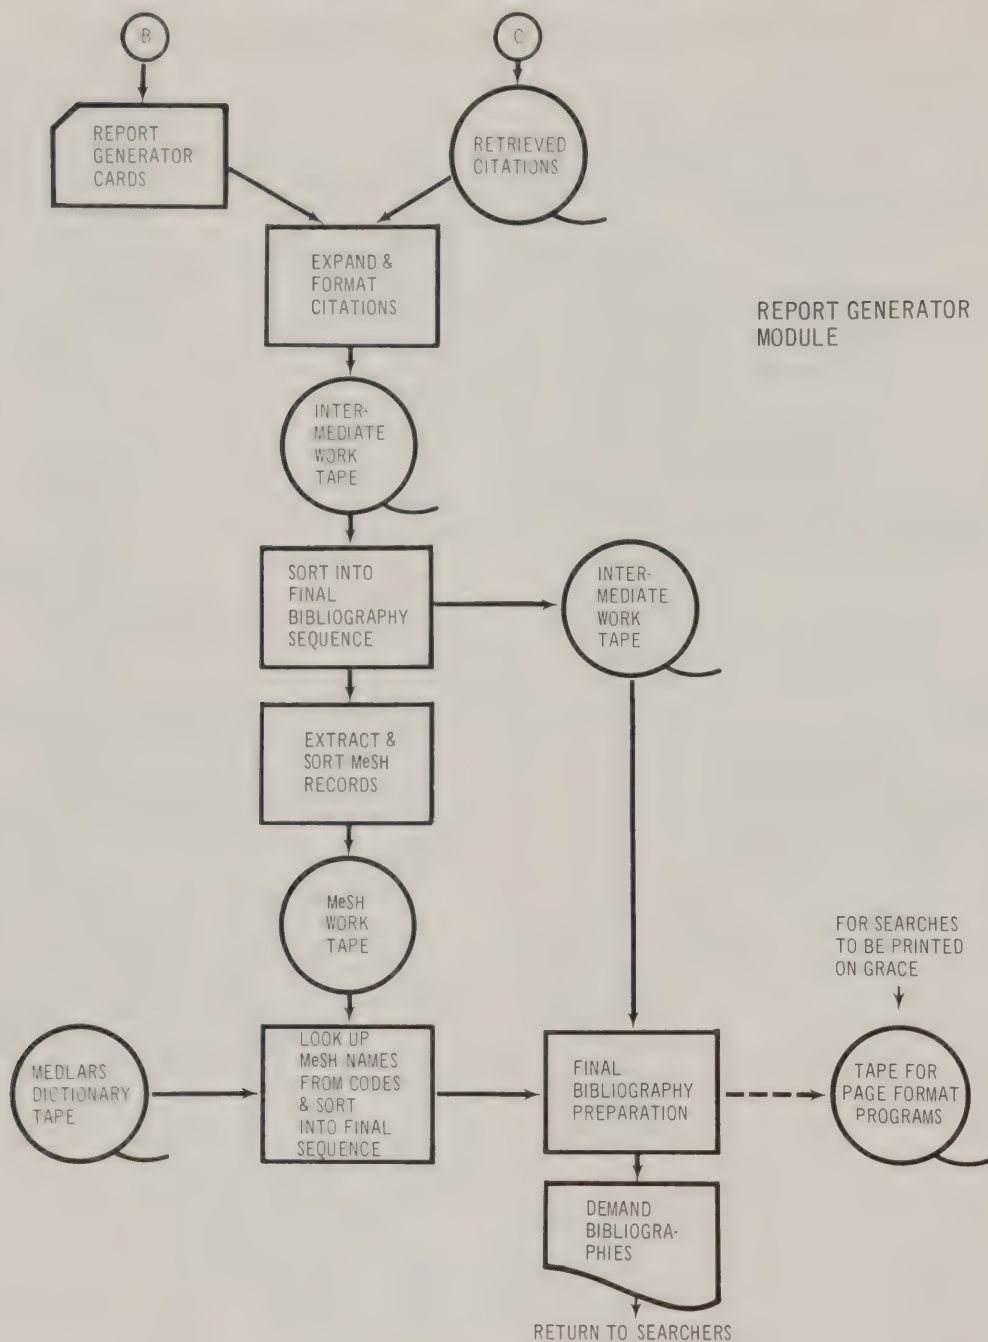 B
C
REPORT
GENERATOR
CARDS
RETRIEVED
CITATIONS
EXPAND &
FORMAT
CITATIONS
REPORT GENERATOR
MODULE
INTER-
MEDIATE
WORK
TAPE
SORT INTO
FINAL
BIBLIOGRAPHY
SEQUENCE
INTER-
MEDIATE
WORK
TAPE
EXTRACT &
SORT MeSH
RECORDS
MeSH
WORK
TAPE
FOR SEARCHES
TO BE PRINTED
ON GRACE
MEDLARS
DICTIONARY
TAPE
LOOK UP
MeSH NAMES
FROM CODES
& SORT
INTO FINAL
SEQUENCE
FINAL
BIBLIOGRAPHY
PREPARATION
TAPE FOR
PAGE FORMAT
PROGRAMS
DEMAND
BIBLIOGRA-
PHIES
RETURN TO SEARCHERS